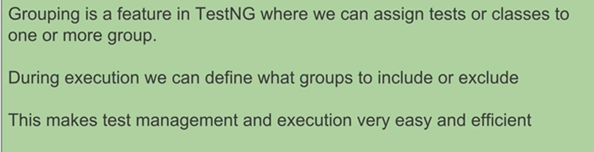 Grouping is a feature in TestNG where we can assign tests or classes to
one or more group.
During execution we can define what groups to include or exclude
This makes test management and execution very easy and efficient